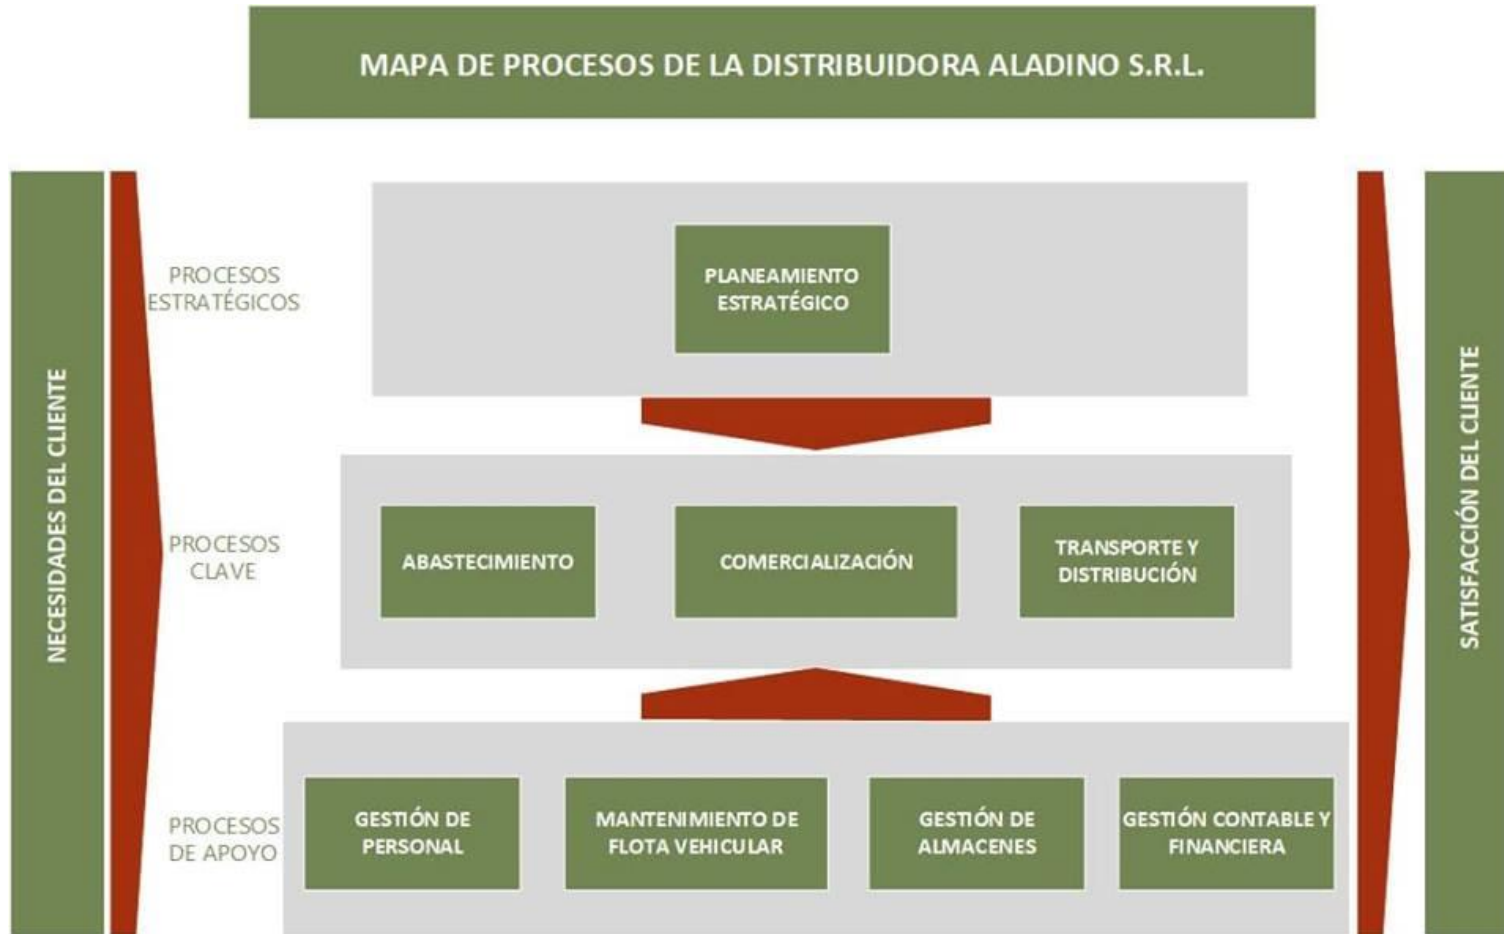 MAPA DE PROCESOS DE LA DISTRIBUIDORA ALADINO S.R.L.
NECESIDADES DEL CLIENTE
PROCESOS
ESTRATÉGICOS
PLANEAMIENTO
ESTRATÉGICO
PROCESOS
CLAVE
ABASTECIMIENTO
COMERCIALIZACIÓN
TRANSPORTE Y
DISTRIBUCIÓN
PROCESOS
DE APOYO
GESTIÓN DE
PERSONAL
MANTENIMIENTO DE
FLOTA VEHICULAR
GESTIÓN DE
ALMACENES
GESTIÓN CONTABLE Y
FINANCIERA
SATISFACCIÓN DEL CLIENTE